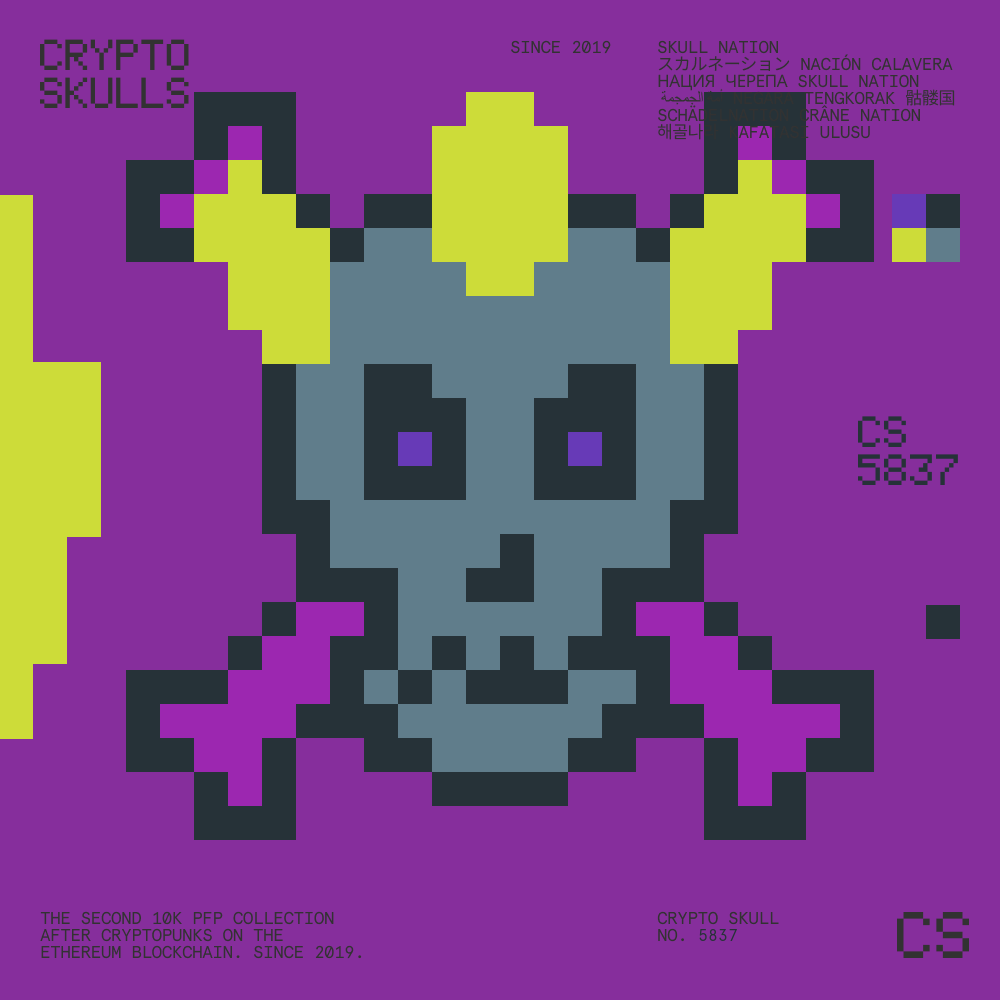 CRYPTO
SKULLS
SINCE 2019
SKULL NATION
スカルネーション NACIÓN CALAVERA
НАЦИЯ ЧЕРЕПА SKULL NATION
TENGKORAK 骷髅国
CRÂNE NATION
해골 ULUSU
CS
5837
THE SECOND 10K PFP COLLECTION
AFTER CRYPTOPUNKS ON THE
ETHEREUM BLOCKCHAIN. SINCE 2019.
CRYPTO SKULL
NO. 5837
CS